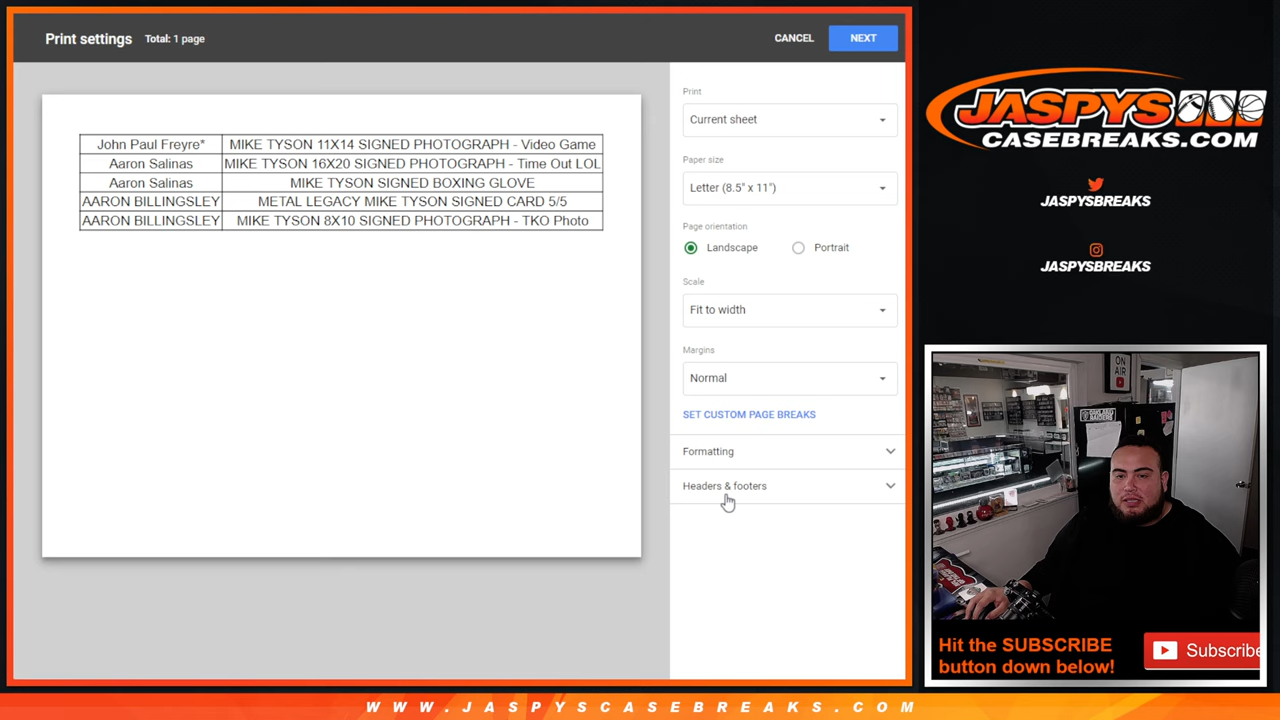 Print settings Total: 1 page CANCEL NEXT
John Paul Freyre* MIKE TYSON 11X14 SIGNED PHOTOGRAPH - Video Game
Aaron Salinas MIKE TYSON 16X20 SIGNED PHOTOGRAPH - Time Out LOL
Aaron Salinas MIKE TYSON SIGNED BOXING GLOVE
AARON BILLINGSLEY METAL LEGACY MIKE TYSON SIGNED CARD 5/5
AARON BILLINGSLEY MIKE TYSON 8X10 SIGNED PHOTOGRAPH - TKO Photo
Print
Current sheet
Paper size
Letter (8.5" x 11")
Page orientation
Landscape Portrait
Scale
Fit to width
Margins
Normal
SET CUSTOM PAGE BREAKS
Formatting
Headers & footers
JASPYS
CASEBREAKS.COM
JASPYSBREAKS
JASPYSBREAKS
ON
AIR
Hit the SUBSCRIBE
button down below!
Subscribe
WWW.JASPYSCASEBREAKS.COM